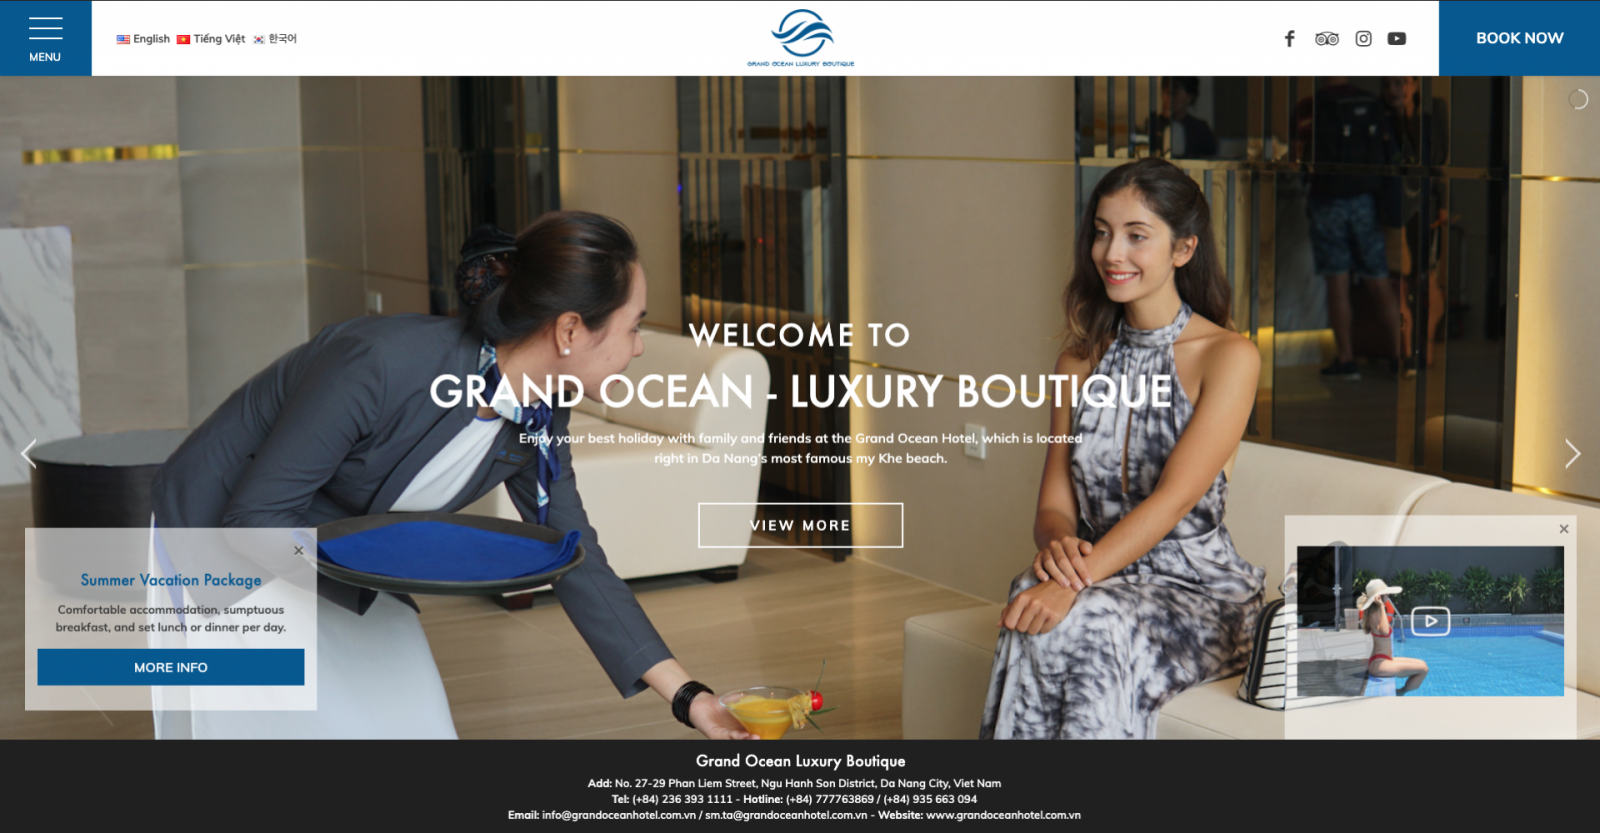 MENU
English Tiếng Việt 한국어
GRAND OCEAN LUXURY BOUTIQUE
BOOK NOW
WELCOME TO
GRAND OCEAN - LUXURY BOUTIQUE
Enjoy your best holiday with family and friends at the Grand Ocean Hotel, which is located
right in Da Nang's most famous my Khe beach.
VIEW MORE
Summer Vacation Package
Comfortable accommodation, sumptuous
breakfast, and set lunch or dinner per day.
MORE INFO
Grand Ocean Luxury Boutique
Add: No. 27-29 Phan Liem Street, Ngu Hanh Son District, Da Nang City, Viet Nam
Tel: (+84) 236 393 1111 - Hotline: (+84) 777763869 / (+84) 935 663 094
Email: info@grandoceanhotel.com.vn / sm.ta@grandoceanhotel.com.vn - Website: www.grandoceanhotel.com.vn